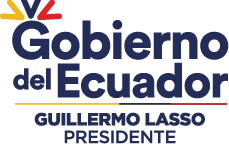 Gobierno
del Ecuador
GUILLERMO LASSO
PRESIDENTE